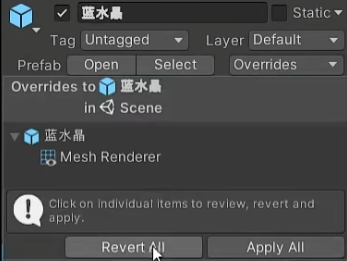 蓝水晶 Static
Tag Untagged Layer Default
Prefab Open Select Overrides
Overrides to 蓝水晶
in Scene
蓝水晶
Mesh Renderer
Click on individual items to review, revert and
apply.
Revert All Apply All